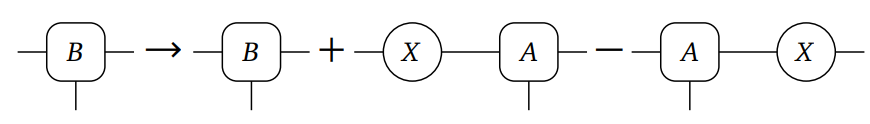 B → B + X A − A X